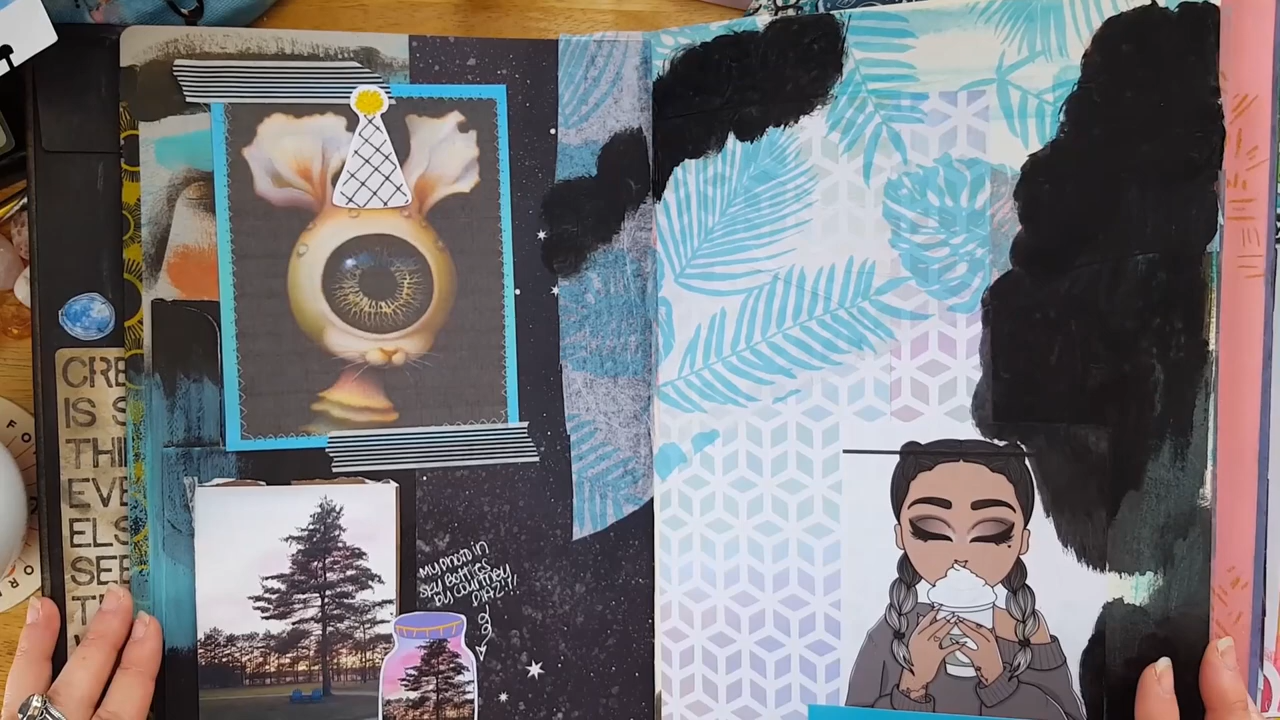 CRE
IS S
THI
EVE
ELS
SEE
my photo in
sky Bottles
by courtney
DIAZ!!